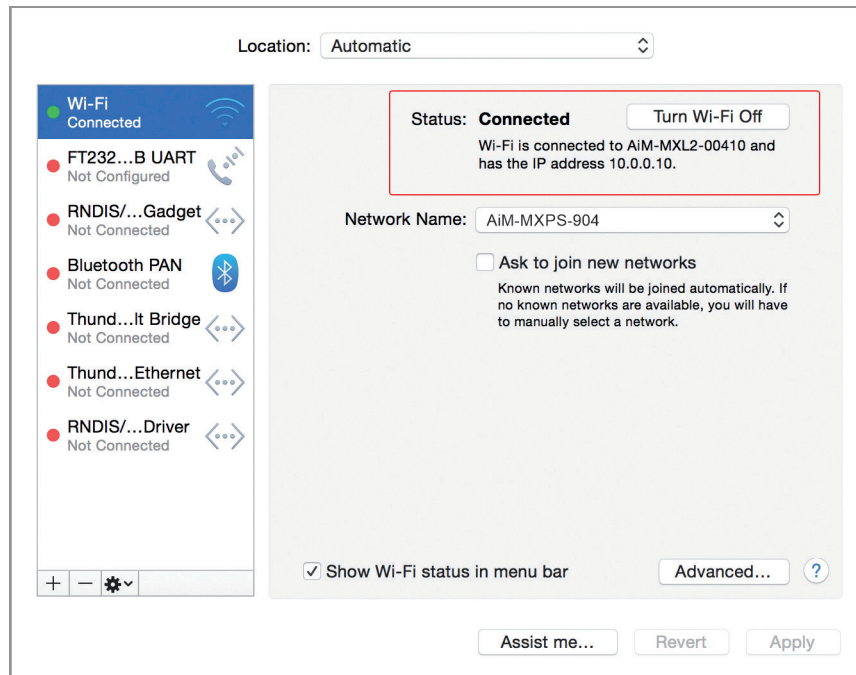 Location: Automatic
Wi-Fi
Connected
FT232...B UART
Not Configured
RNDIS/...Gadget
Not Connected
Bluetooth PAN
Not Connected
Thund...lt Bridge
Not Connected
Thund...Ethernet
Not Connected
RNDIS/...Driver
Not Connected
Status: Connected Turn Wi-Fi Off
Wi-Fi is connected to AiM-MXL2-00410 and
has the IP address 10.0.0.10.
Network Name: AiM-MXPS-904
Ask to join new networks
Known networks will be joined automatically. If
no known networks are available, you will have
to manually select a network.
Show Wi-Fi status in menu bar Advanced... ?
Assist me... Revert Apply